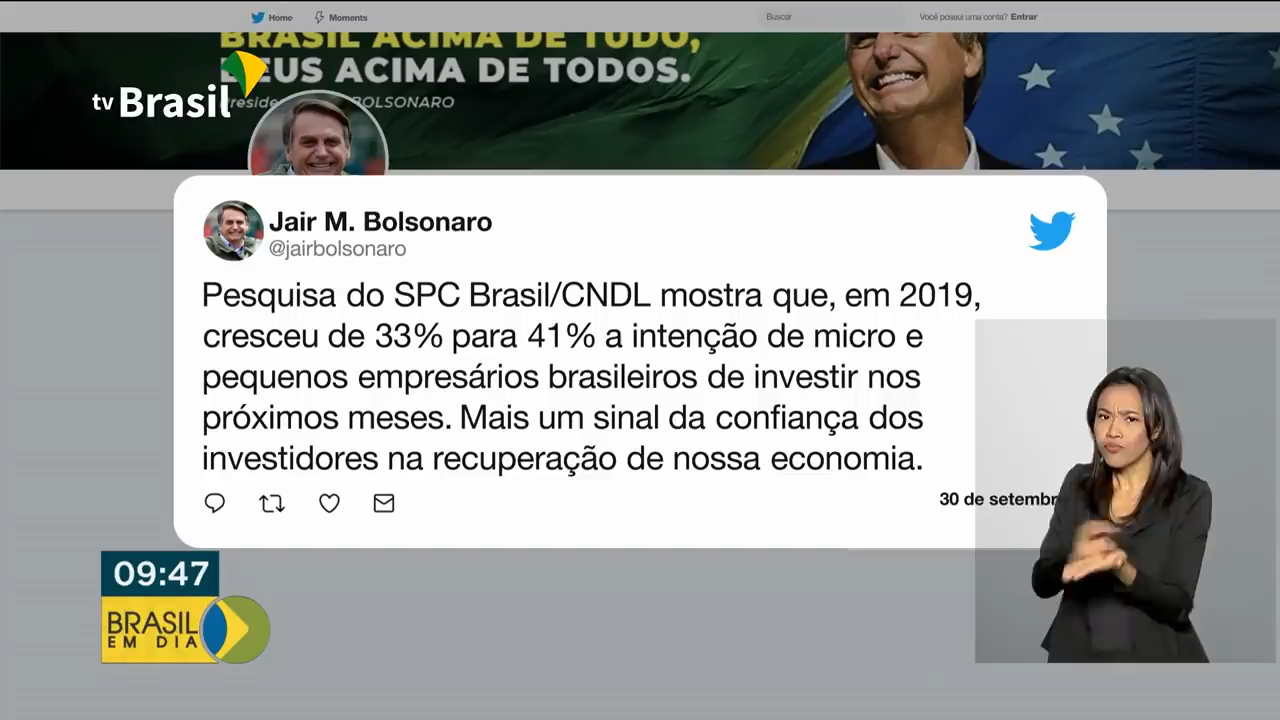 Home
Moments
Buscar
Você possui uma conta? Entrar
BRASIL ACIMA DE TUDO,
DEUS ACIMA DE TODOS.
BOLSONARO
tv Brasil
Jair M. Bolsonaro
@jairbolsonaro
Pesquisa do SPC Brasil/CNDL mostra que, em 2019,
cresceu de 33% para 41% a intenção de micro e
pequenos empresários brasileiros de investir nos
próximos meses. Mais um sinal da confiança dos
investidores na recuperação de nossa economia.
30 de setembr
09:47
BRASIL
EM DIA